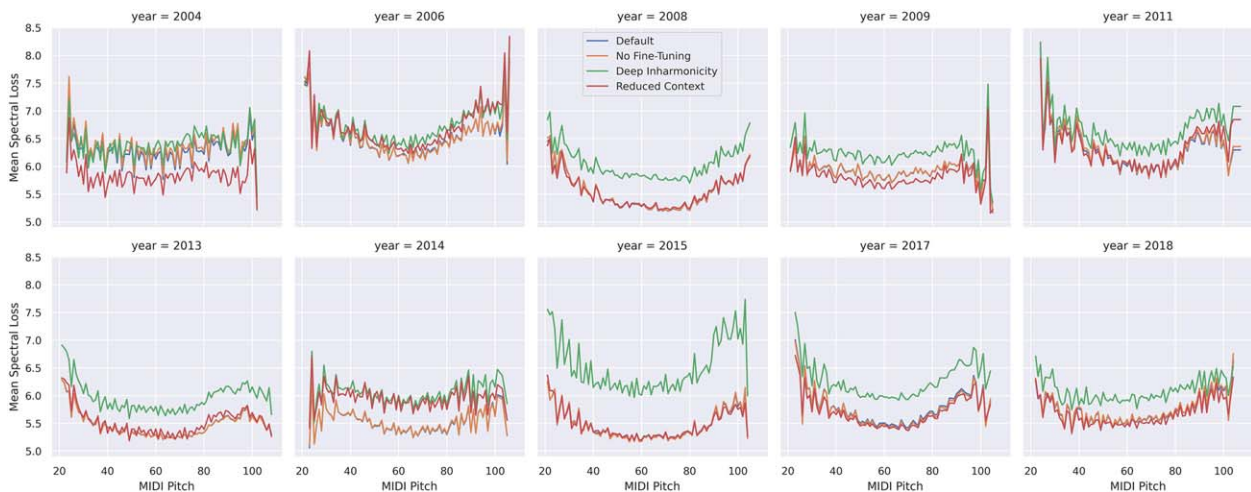 year = 2004 year = 2006 year = 2008 year = 2009 year = 2011
8.5
8.0
7.5
7.0
6.5
6.0
5.5
5.0
Mean Spectral Loss
Default
No Fine-Tuning
Deep Inharmonicity
Reduced Context
year = 2013 year = 2014 year = 2015 year = 2017 year = 2018
8.5
8.0
7.5
7.0
6.5
6.0
5.5
5.0
Mean Spectral Loss
20 40 60 80 100 20 40 60 80 100 20 40 60 80 100 20 40 60 80 100 20 40 60 80 100
MIDI Pitch MIDI Pitch MIDI Pitch MIDI Pitch MIDI Pitch